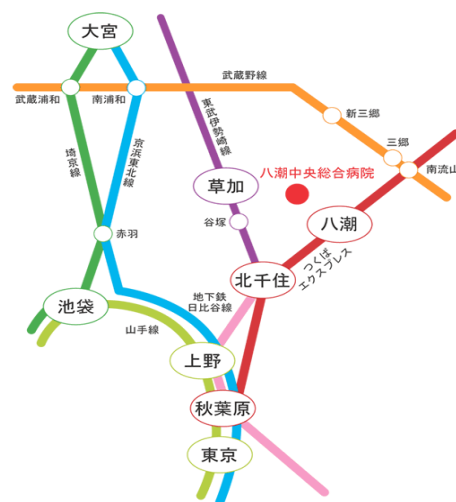 大宮
武蔵野線
武蔵浦和
南浦和
新三郷
東武伊勢崎線
三郷
南流山
埼京線
京浜東北線
八潮中央総合病院
草加
谷塚
八潮
赤羽
つくば
エクスプレス
北千住
池袋
地下鉄
日比谷線
山手線
上野
秋葉原
東京